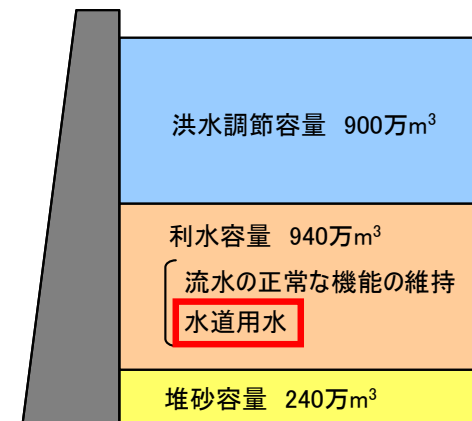 洪水調節容量 900万m³
利水容量 940万m³
流水の正常な機能の維持
水道用水
堆砂容量 240万m³